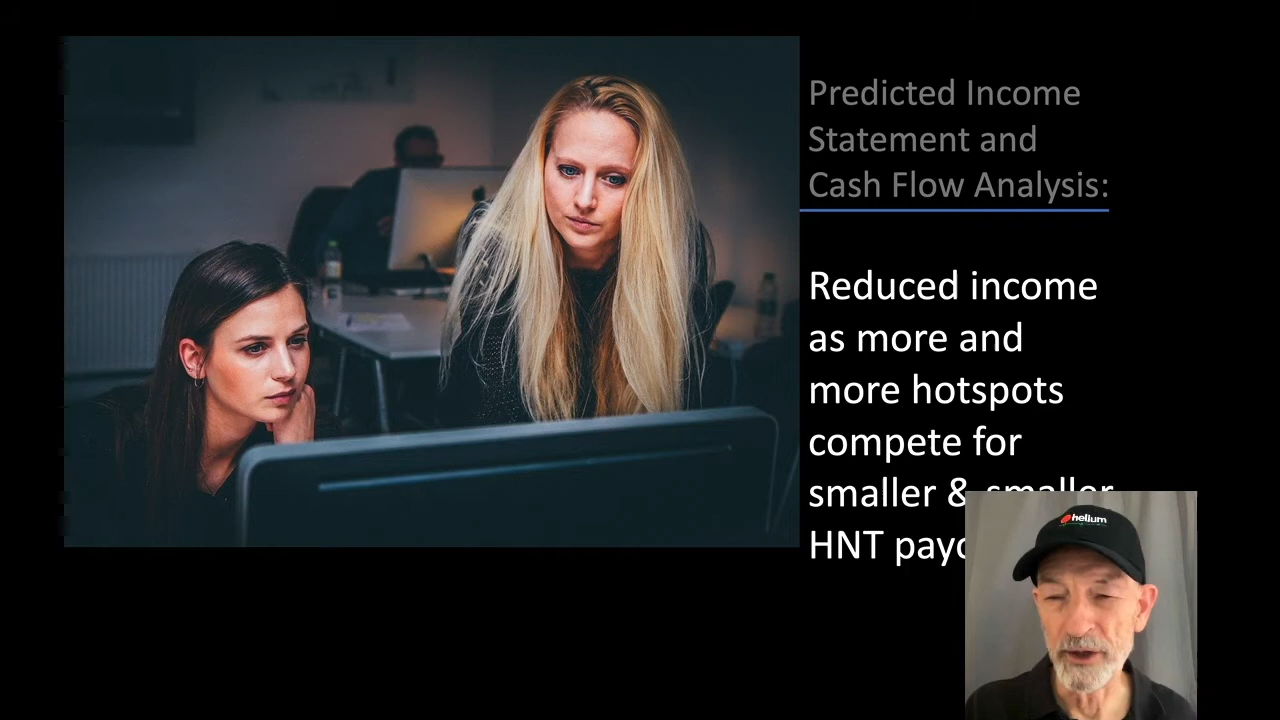 Predicted Income
Statement and
Cash Flow Analysis:
Reduced income
as more and
more hotspots
compete for
smaller & smaller
HNT
helium